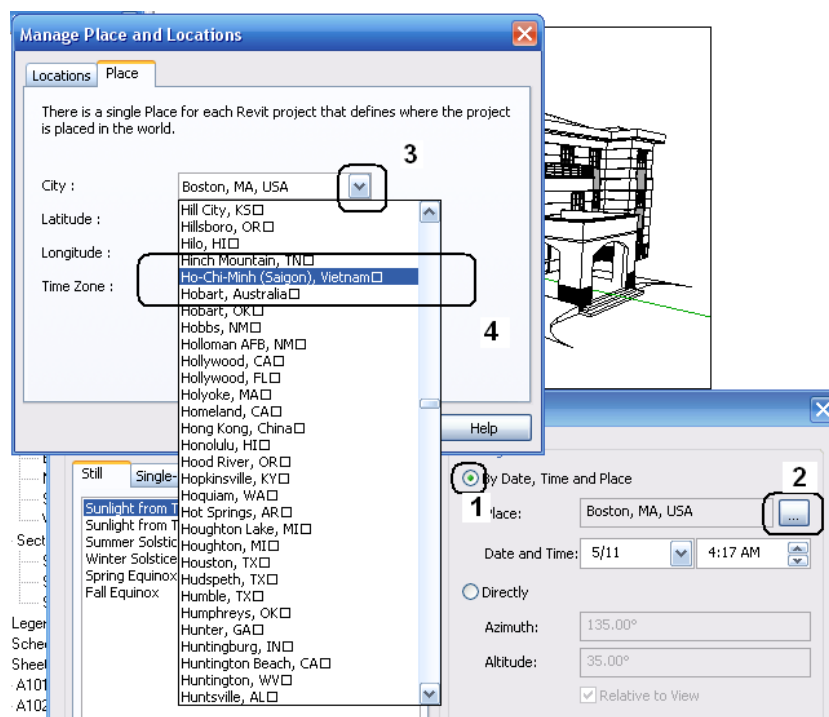 Manage Place and Locations
Locations
Place
There is a single Place for each Revit project that defines where the project
is placed in the world.
3
City :
Boston, MA, USA
Latitude :
Longitude :
Time Zone :
Hill City, KS□
Hillsboro, OR□
Hilo, HI□
Hinch Mountain, TN□
Ho-Chi-Minh (Saigon), Vietnam□
Hobart, Australia□
Hobart, OK□
Hobbs, NM□
Holloman AFB, NM□
Hollywood, CA□
Hollywood, FL□
Holyoke, MA□
Homeland, CA□
Hong Kong, China□
Honolulu, HI□
Hood River, OR□
Hopkinsville, KY□
Hoquiam, WA□
Hot Springs, AR□
Houghton Lake, MI□
Houghton, MI□
Houston, TX□
Hudspeth, TX□
Humble, TX□
Humphreys, OK□
Hunter, GA□
Huntingburg, IN□
Huntington Beach, CA□
Huntington, WV□
Huntsville, AL□
4
Help
Still
Single-
Sunlight from T
Sunlight from T
Summer Solstic
Winter Solstice
Spring Equinox
Fall Equinox
Sect
Leger
Sche
Sheet
A101
A102
By Date, Time and Place
1
2
Place:
Boston, MA, USA
...
Date and Time:
5/11
4:17 AM
Directly
Azimuth:
135.00°
Altitude:
35.00°
Relative to View